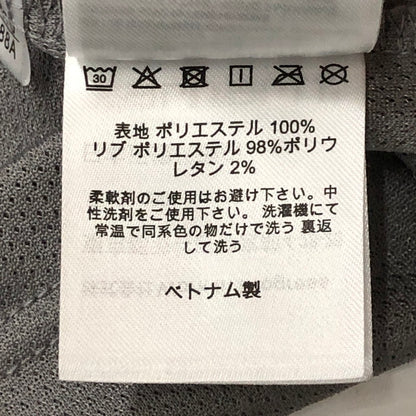 30
表地 ポリエステル 100%
リブ ポリエステル 98%ポリウ
レタン 2%
柔軟剤のご使用はお避け下さい。中
性洗剤をご使用ください。洗濯機にて
常温で同系色の物だけで洗う 裏返
して洗う
ベトナム製